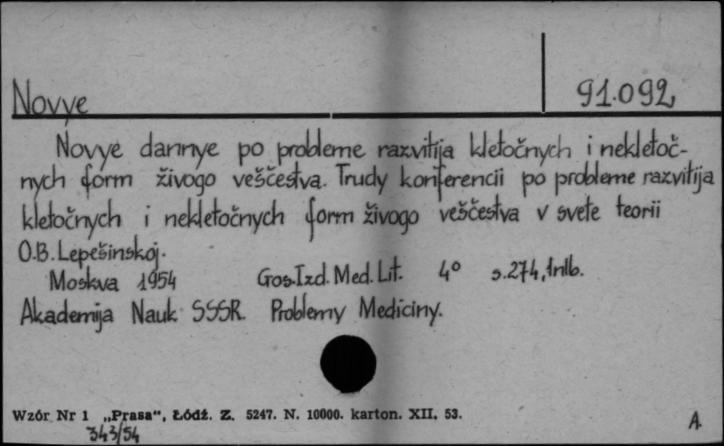 Novye
91.092
Novye dannye po probleme razvitija kletočnych i nekletoč-
nych form živogo veščestva. Trudy konferencii po probleme razvitija
kletočnych i nekletočnych form živogo veščestva v svete teorii
O.B. Lepešinskoj.
Moskva 1954 Gos.Izd. Med. Lit. 4° s.274,1nlb.
Akademija Nauk SSSR. Problemy Mediciny.
Wzór Nr 1 „Prasa“, Łódź. Z. 5247. N. 10000. karton. XII. 53.
343/54
A.